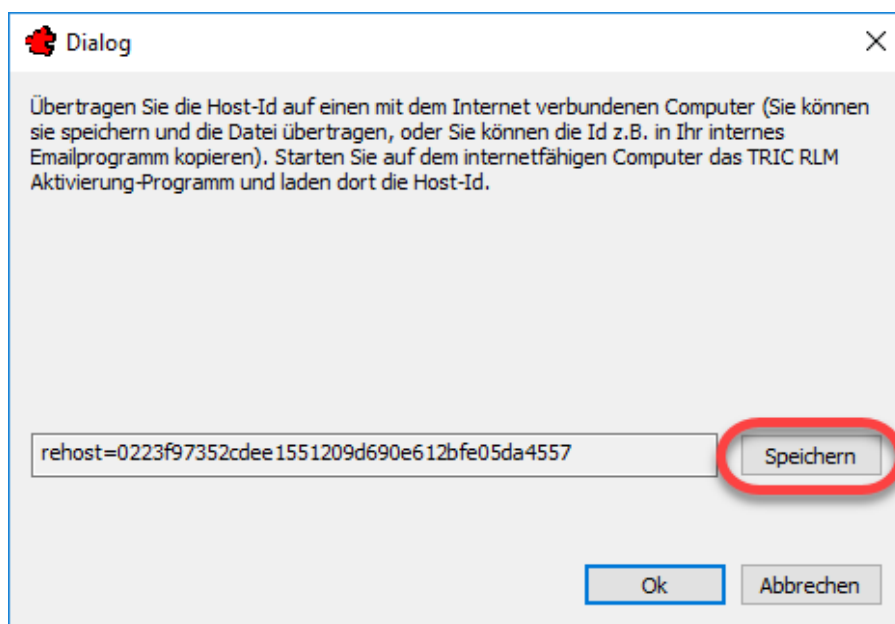 Dialog
Übertragen Sie die Host-Id auf einen mit dem Internet verbundenen Computer (Sie können
sie speichern und die Datei übertragen, oder Sie können die Id z.B. in Ihr internes
Emailprogramm kopieren). Starten Sie auf dem internetfähigen Computer das TRIC RLM
Aktivierung-Programm und laden dort die Host-Id.
rehost=0223f97352cdee1551209d690e612bfe05da4557
Speichern
Ok
Abbrechen